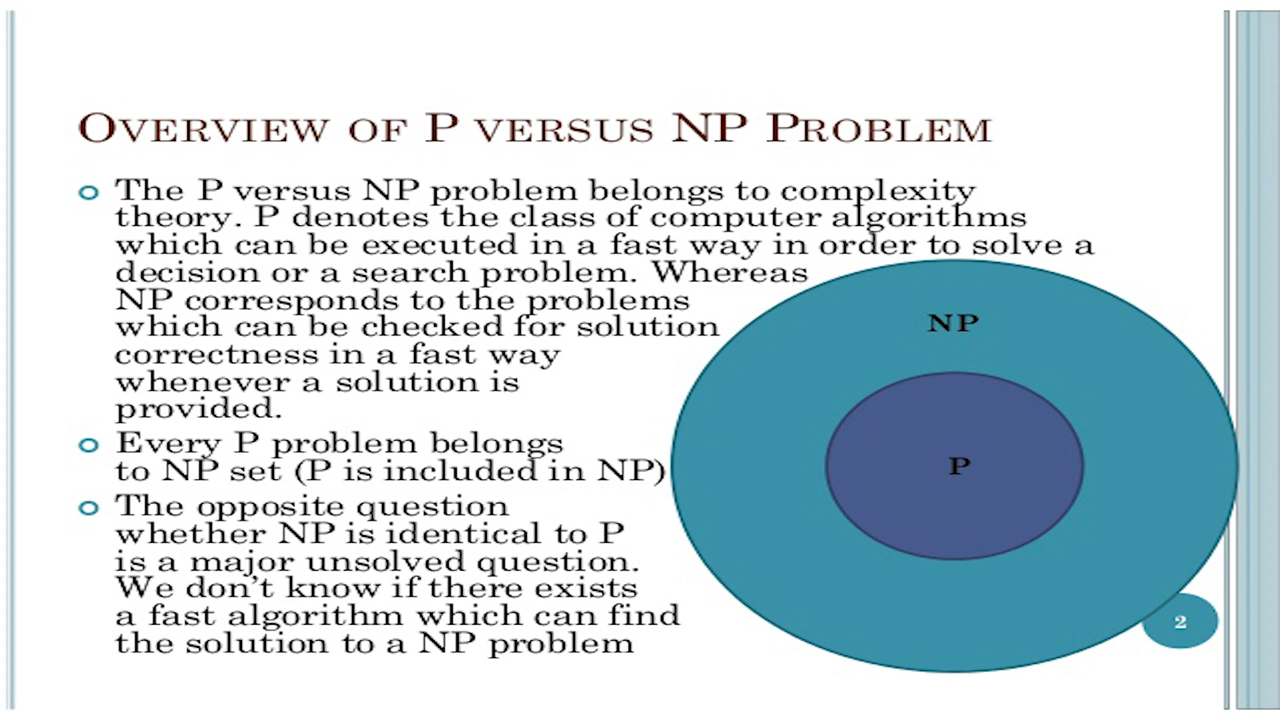 Overview of P versus NP Problem
The P versus NP problem belongs to complexity
theory. P denotes the class of computer algorithms
which can be executed in a fast way in order to solve a
decision or a search problem. Whereas
NP corresponds to the problems
which can be checked for solution
correctness in a fast way
whenever a solution is
provided.
Every P problem belongs
to NP set (P is included in NP)
The opposite question
whether NP is identical to P
is a major unsolved question.
We don't know if there exists
a fast algorithm which can find
the solution to a NP problem
NP
P
2